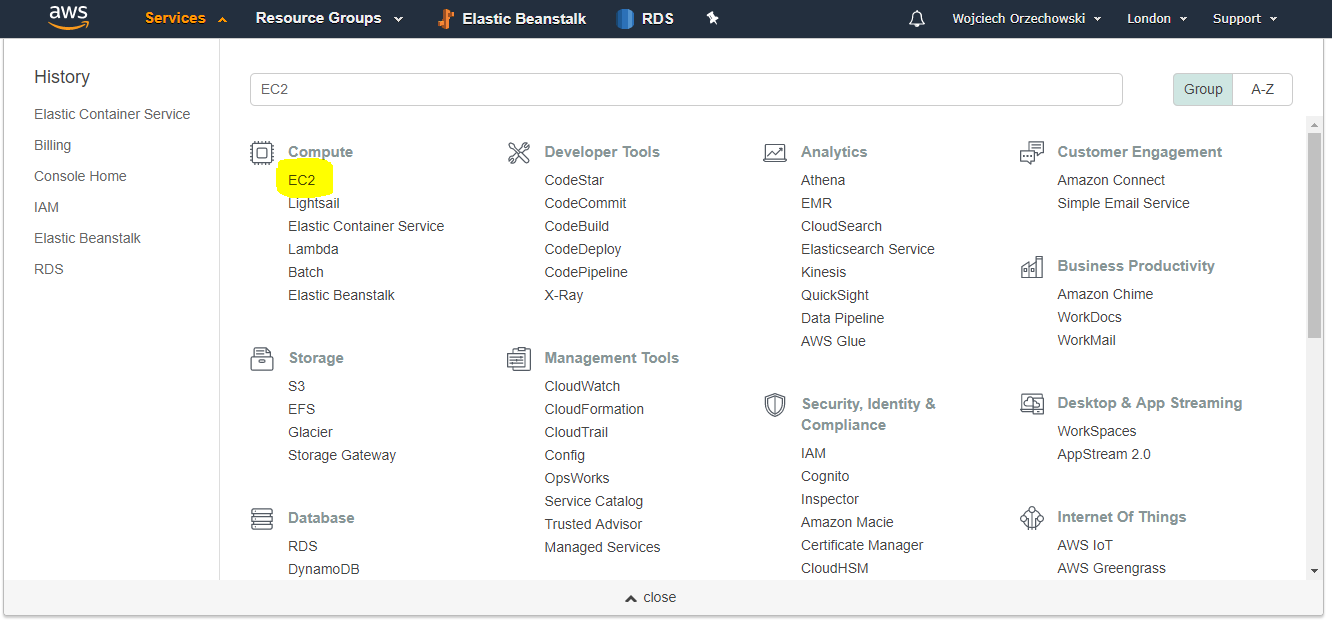 aws
Services
Resource Groups
Elastic Beanstalk
RDS
Wojciech Orzechowski
London
Support
History
Elastic Container Service
Billing
Console Home
IAM
Elastic Beanstalk
RDS
EC2
Group
A-Z
Compute
EC2
Lightsail
Elastic Container Service
Lambda
Batch
Elastic Beanstalk
Storage
S3
EFS
Glacier
Storage Gateway
Database
RDS
DynamoDB
Developer Tools
CodeStar
CodeCommit
CodeBuild
CodeDeploy
CodePipeline
X-Ray
Management Tools
CloudWatch
CloudFormation
CloudTrail
Config
OpsWorks
Service Catalog
Trusted Advisor
Managed Services
Analytics
Athena
EMR
CloudSearch
Elasticsearch Service
Kinesis
QuickSight
Data Pipeline
AWS Glue
Security, Identity &
Compliance
IAM
Cognito
Inspector
Amazon Macie
Certificate Manager
CloudHSM
Customer Engagement
Amazon Connect
Simple Email Service
Business Productivity
Amazon Chime
WorkDocs
WorkMail
Desktop & App Streaming
WorkSpaces
AppStream 2.0
Internet Of Things
AWS IoT
AWS Greengrass
close